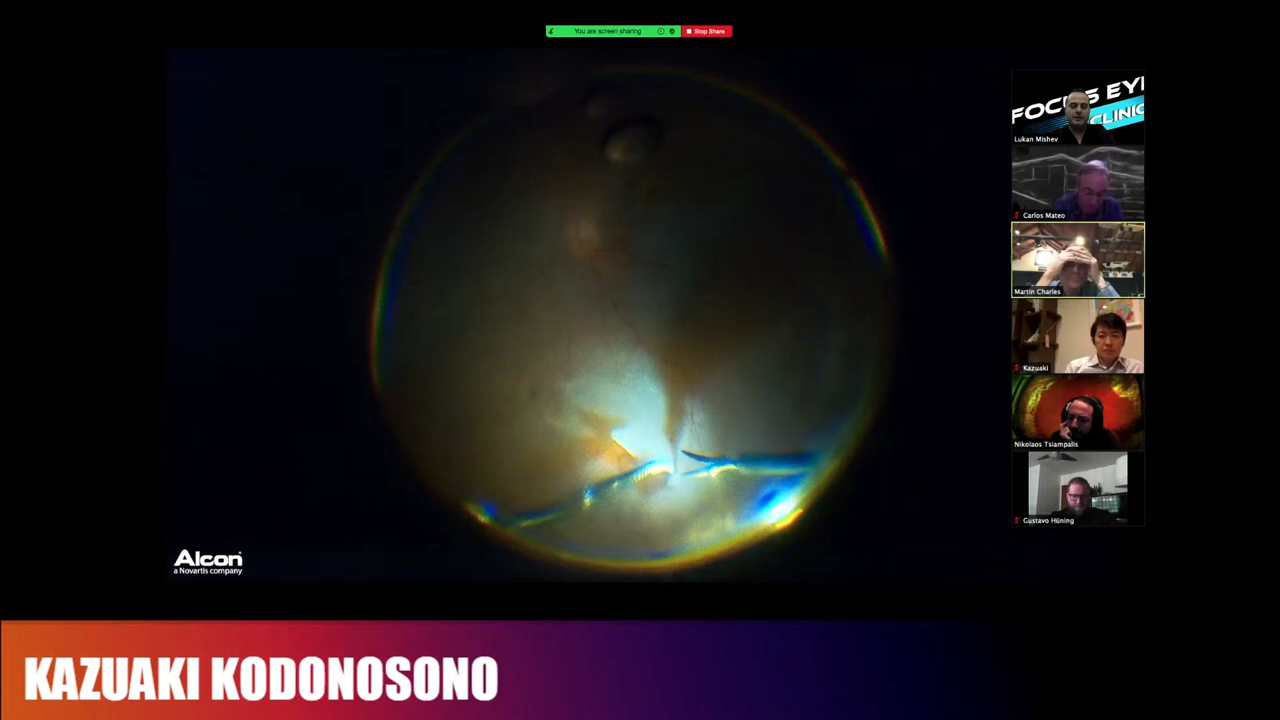 You are screen sharing
Stop Share
FOCUS EYE
CLINIC
Lukan Mishev
Carlos Mateo
Martin Charles
Kazuaki
Nikolaos Tsiampalis
Gustavo Hüning
Alcon
a Novartis company
KAZUAKI KODONOSONO